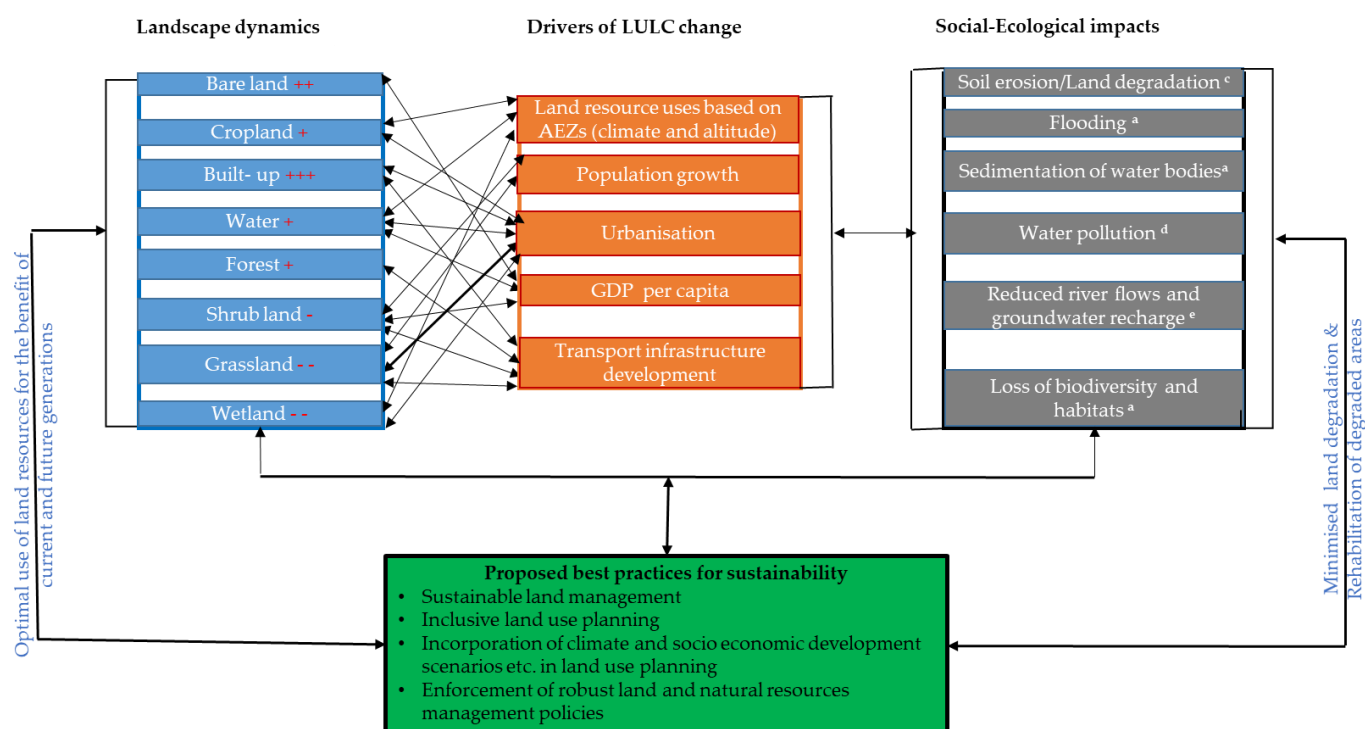 Landscape dynamics
Bare land ++
Cropland +
Built- up +++
Water +
Forest +
Shrub land -
Grassland - -
Wetland - -
Drivers of LULC change
Land resource uses based on
AEZs (climate and altitude)
Population growth
Urbanisation
GDP per capita
Transport infrastructure
development
Social-Ecological impacts
Soil erosion/Land degradation ᶜ
Flooding ᵃ
Sedimentation of water bodiesᵃ
Water pollution ᵈ
Reduced river flows and
groundwater recharge ᵉ
Loss of biodiversity and
habitats ᵃ
Optimal use of land resources for the benefit of
current and future generations
Minimised land degradation &
Rehabilitation of degraded areas
Proposed best practices for sustainability
• Sustainable land management
• Inclusive land use planning
• Incorporation of climate and socio economic development
scenarios etc. in land use planning
• Enforcement of robust land and natural resources
management policies